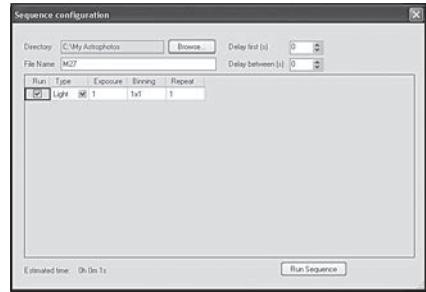 Sequence configuration
Directory C:\My Astrophotos Browse... Delay first (s) 0
File Name M27 Delay between (s) 0
Run Type Exposure Binning Repeat
Light 1 1x1 1
Estimated time: 0h 0m 1s Run Sequence